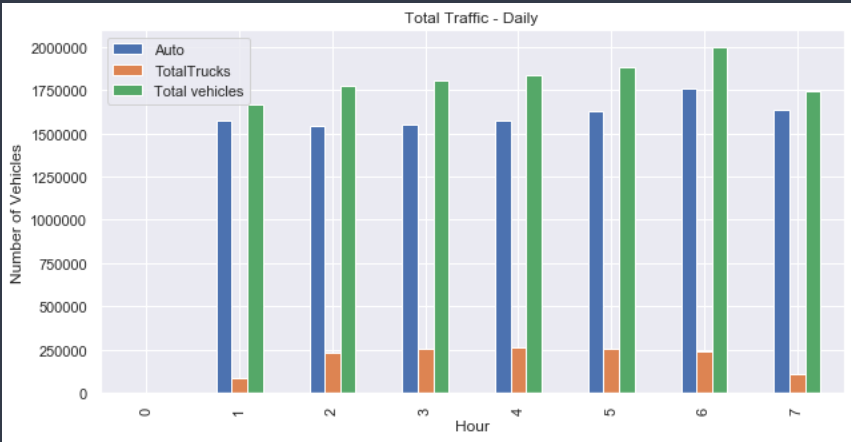 Total Traffic - Daily
Auto
TotalTrucks
Total vehicles
Number of Vehicles
2000000
1750000
1500000
1250000
1000000
750000
500000
250000
0
0 1 2 3 4 5 6 7
Hour